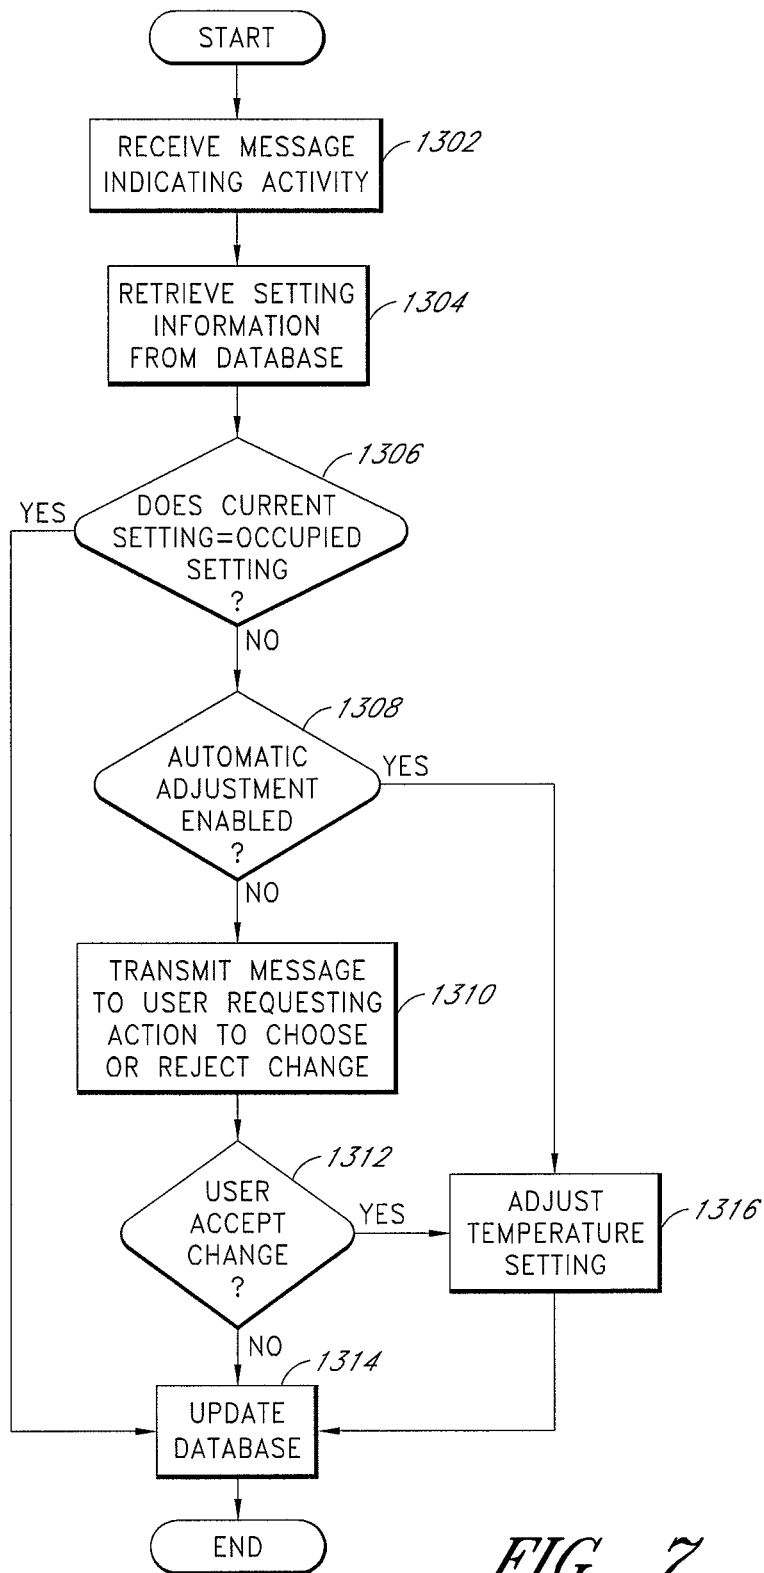 START
RECEIVE MESSAGE
INDICATING ACTIVITY
1302
RETRIEVE SETTING
INFORMATION
FROM DATABASE
1304
DOES CURRENT
SETTING=OCCUPIED
SETTING
?
1306
YES
NO
AUTOMATIC
ADJUSTMENT
ENABLED
?
1308
YES
NO
TRANSMIT MESSAGE
TO USER REQUESTING
ACTION TO CHOOSE
OR REJECT CHANGE
1310
USER
ACCEPT
CHANGE
?
1312
YES
NO
ADJUST
TEMPERATURE
SETTING
1316
UPDATE
DATABASE
1314
END
FIG. 7